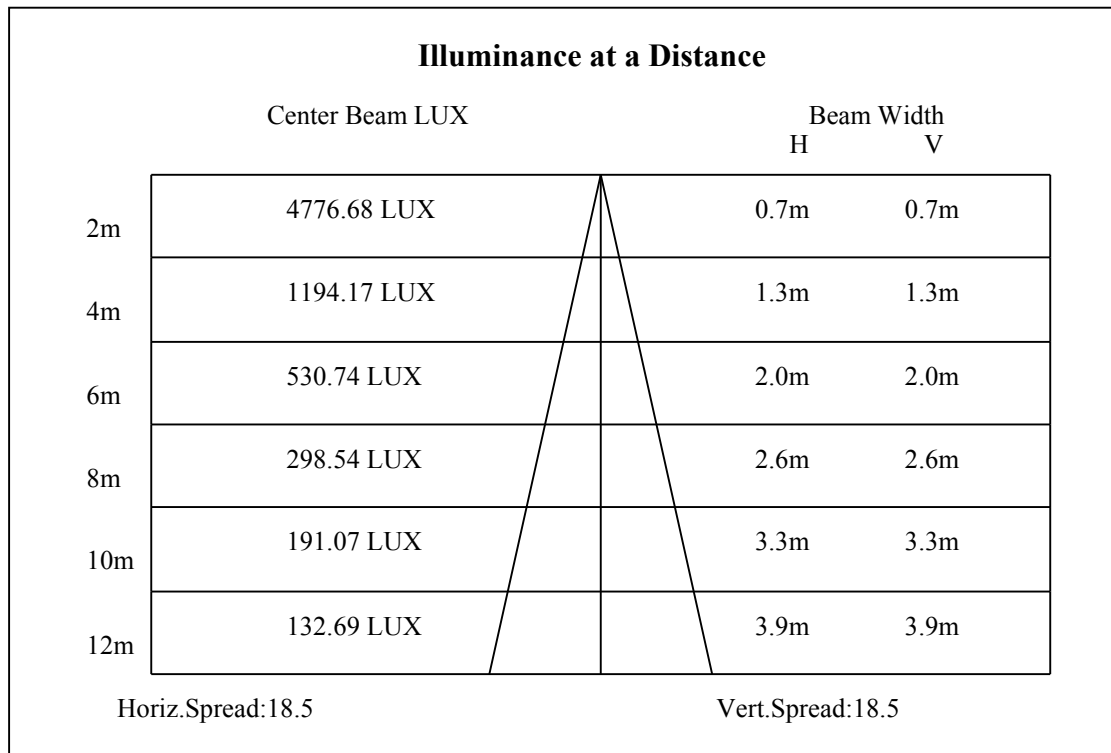 Illuminance at a Distance
Center Beam LUX Beam Width
H V
2m 4776.68 LUX 0.7m 0.7m
4m 1194.17 LUX 1.3m 1.3m
6m 530.74 LUX 2.0m 2.0m
8m 298.54 LUX 2.6m 2.6m
10m 191.07 LUX 3.3m 3.3m
12m 132.69 LUX 3.9m 3.9m
Horiz.Spread:18.5 Vert.Spread:18.5